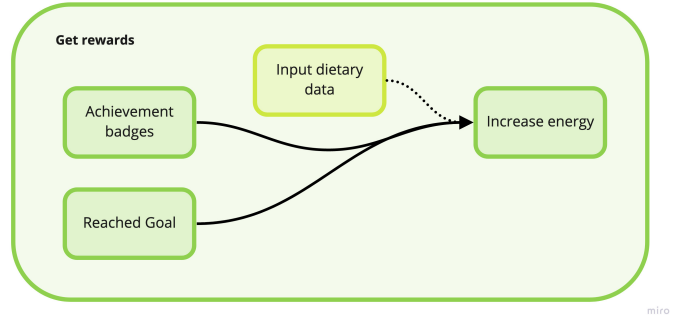 Get rewards
Input dietary
data
Achievement
badges
Increase energy
Reached Goal
miro